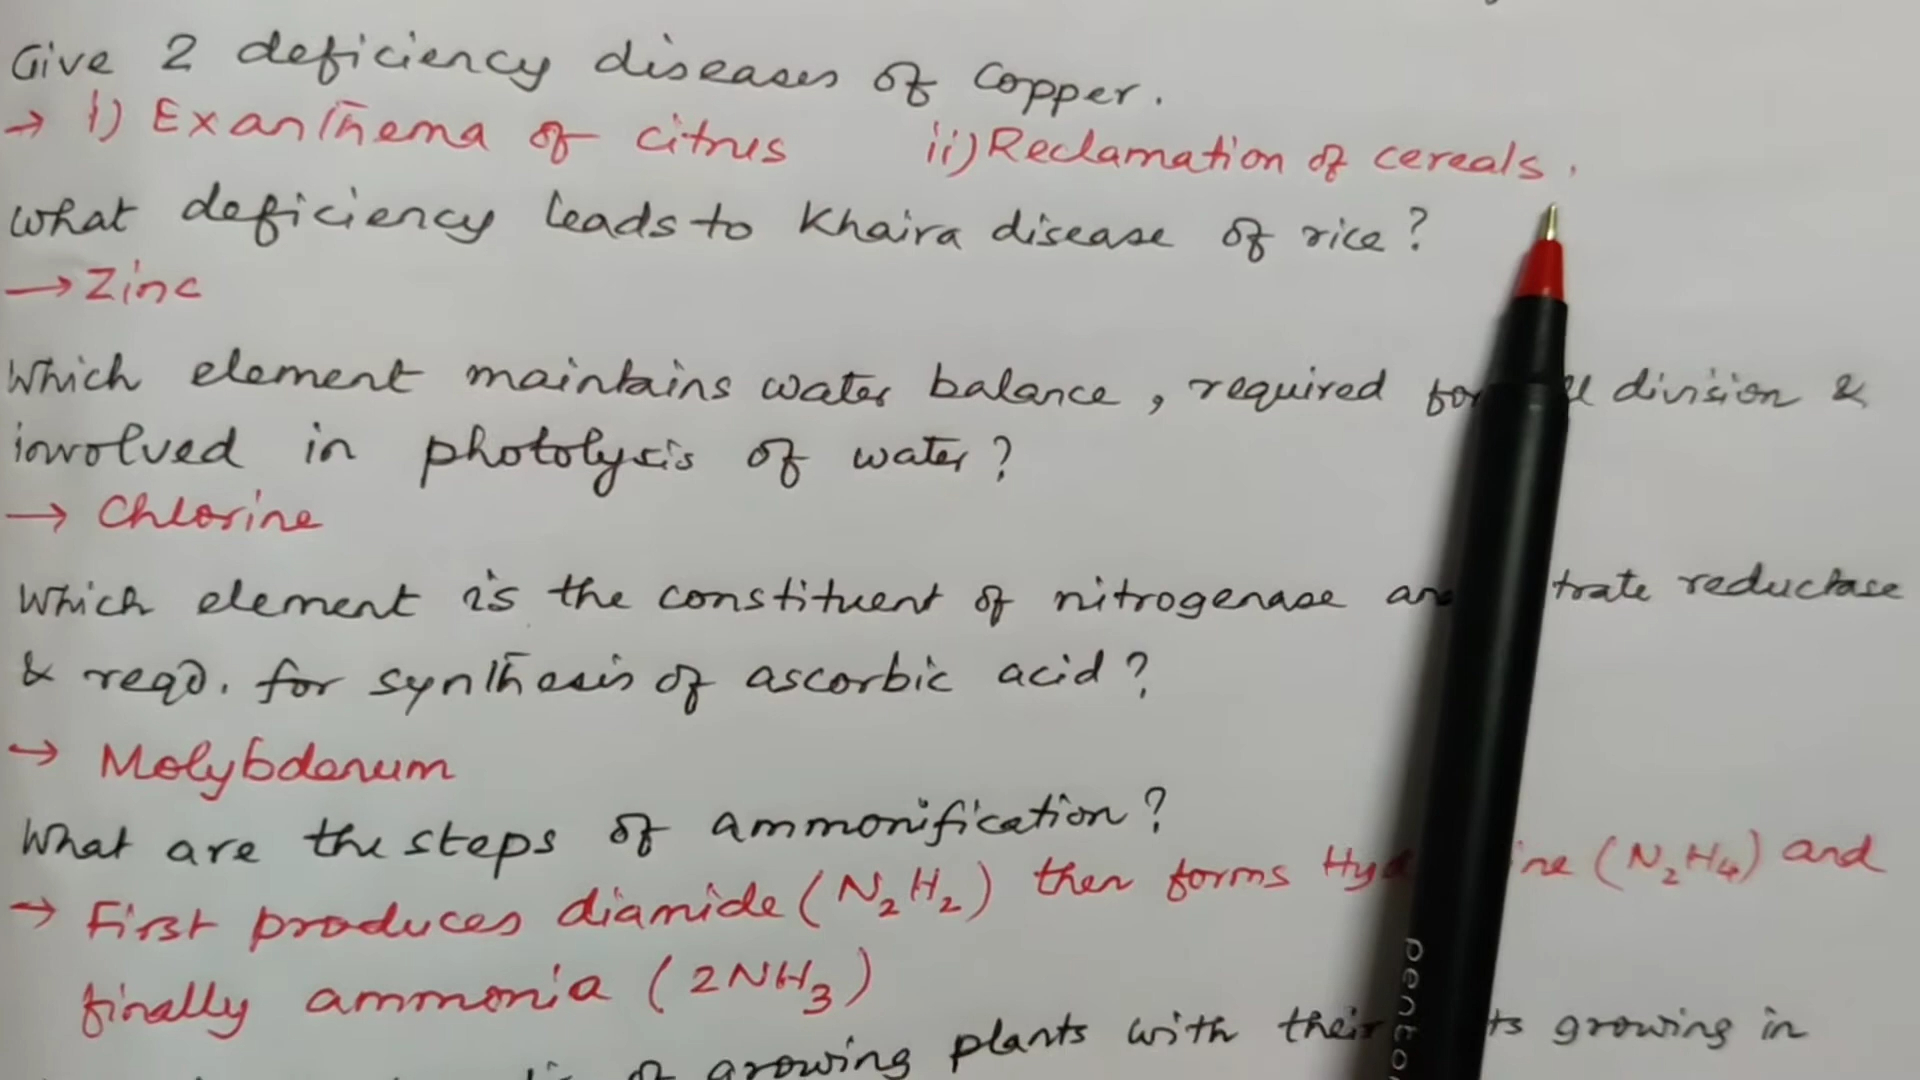 Give 2 deficiency diseases of Copper.
→ i) Exanthema of citrus ii) Reclamation of cereals.
What deficiency leads to Khaira disease of rice?
→ Zinc
Which element maintains water balance, required for division &
involved in photolysis of water?
→ Chlorine
Which element is the constituent of nitrogenase reductase
& reqd. for synthesis of ascorbic acid?
→ Molybdenum
What are the steps of ammonification?
→ First produces diamide (N₂H₂) then forms (N₂H₄) and
finally ammonia (2NH₃)
of growing plants with their growing in